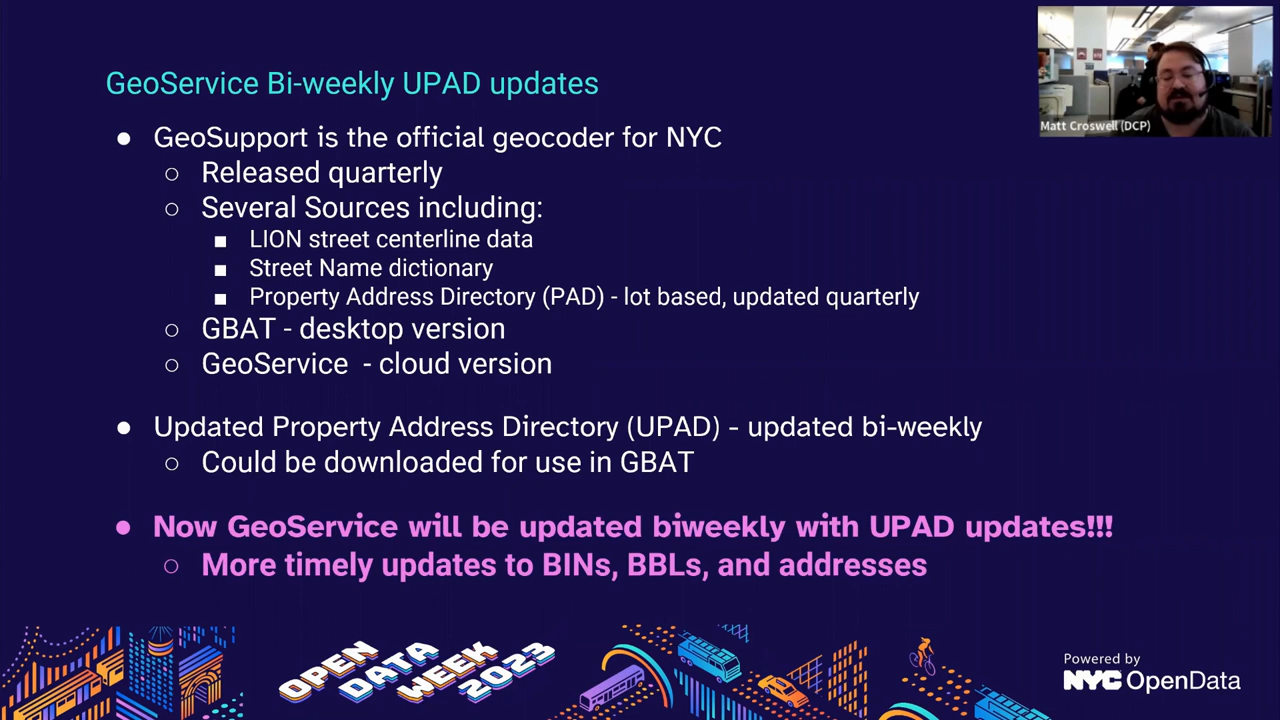 GeoService Bi-weekly UPAD updates
Matt Croswell (DCP)
● GeoSupport is the official geocoder for NYC
○ Released quarterly
○ Several Sources including:
■ LION street centerline data
■ Street Name dictionary
■ Property Address Directory (PAD) - lot based, updated quarterly
○ GBAT - desktop version
○ GeoService - cloud version
● Updated Property Address Directory (UPAD) - updated bi-weekly
○ Could be downloaded for use in GBAT
● Now GeoService will be updated biweekly with UPAD updates!!!
○ More timely updates to BINs, BBLs, and addresses
OPEN
DATA
WEEK
2023
Powered by
NYC OpenData